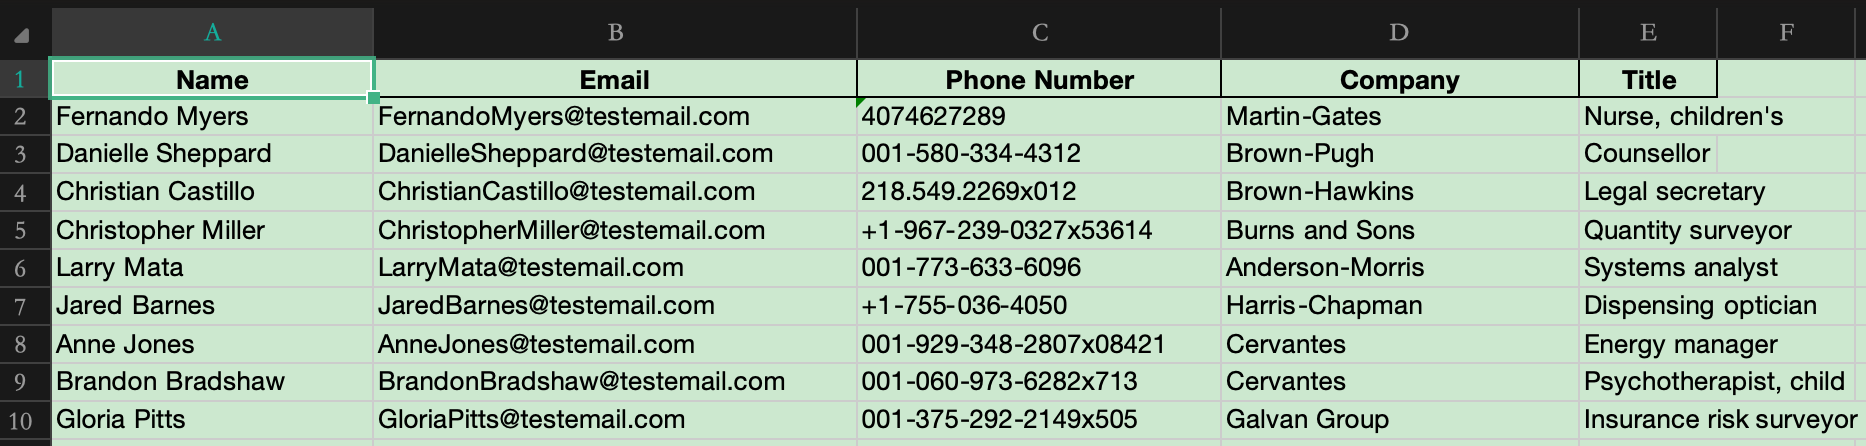 A B C D E F
1 Name Email Phone Number Company Title
2 Fernando Myers FernandoMyers@testemail.com 4074627289 Martin-Gates Nurse, children's
3 Danielle Sheppard DanielleSheppard@testemail.com 001-580-334-4312 Brown-Pugh Counsellor
4 Christian Castillo ChristianCastillo@testemail.com 218.549.2269x012 Brown-Hawkins Legal secretary
5 Christopher Miller ChristopherMiller@testemail.com +1-967-239-0327x53614 Burns and Sons Quantity surveyor
6 Larry Mata LarryMata@testemail.com 001-773-633-6096 Anderson-Morris Systems analyst
7 Jared Barnes JaredBarnes@testemail.com +1-755-036-4050 Harris-Chapman Dispensing optician
8 Anne Jones AnneJones@testemail.com 001-929-348-2807x08421 Cervantes Energy manager
9 Brandon Bradshaw BrandonBradshaw@testemail.com 001-060-973-6282x713 Cervantes Psychotherapist, child
10 Gloria Pitts GloriaPitts@testemail.com 001-375-292-2149x505 Galvan Group Insurance risk surveyor